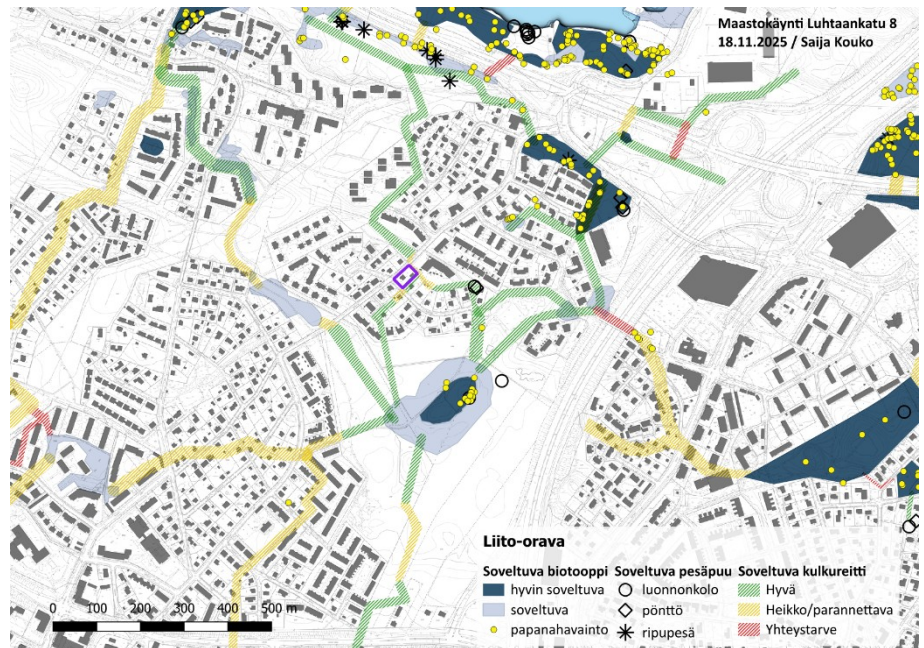 Maastokäynti Luhtaankatu 8
18.11.2025 / Saija Kouko
Liito-orava
Soveltuva biotooppi Soveltuva pesäpuu Soveltuva kulkureitti
hyvin soveltuva luonnonkolo Hyvä
soveltuva pönttö Heikko/parannettava
papanahavainto ripupesä Yhteystarve
0 100 200 300 400 500 m